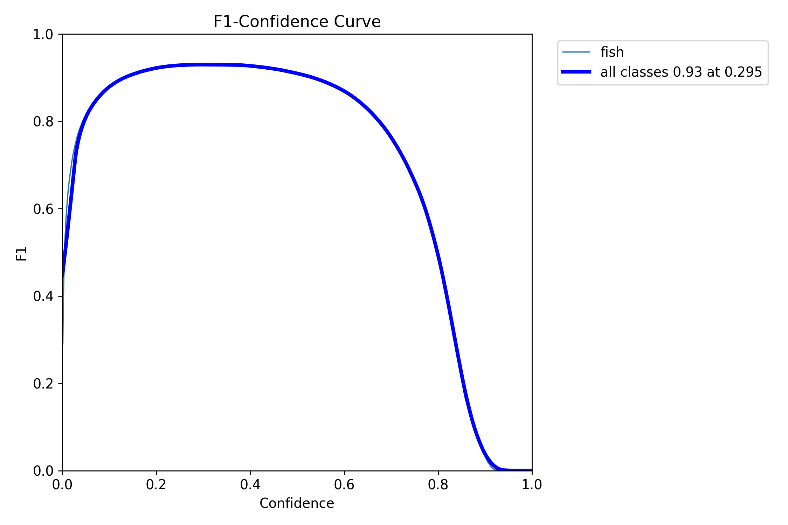 F1-Confidence Curve
fish
all classes 0.93 at 0.295
1.0
0.8
0.6
0.4
0.2
0.0
F1
0.0 0.2 0.4 0.6 0.8 1.0
Confidence